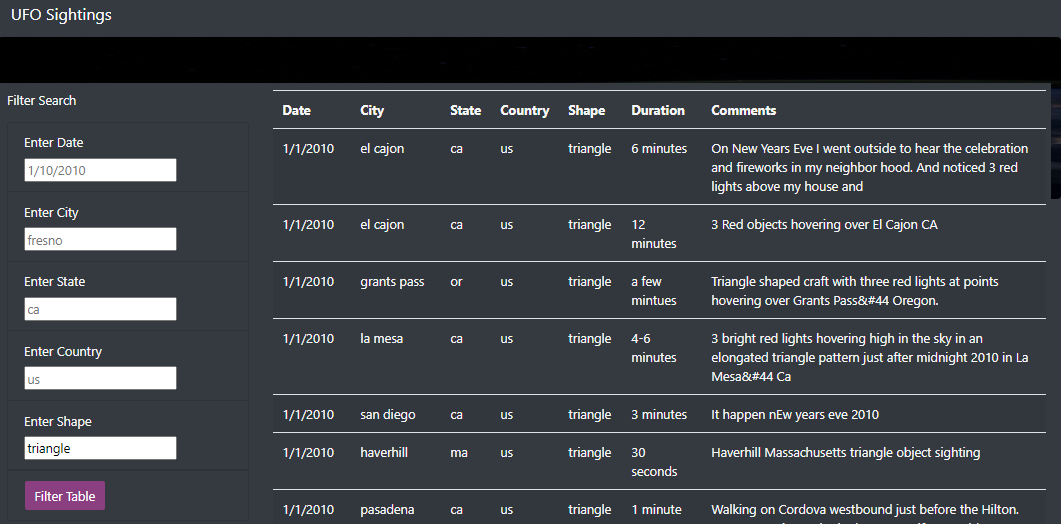 UFO Sightings
Filter Search
Enter Date
1/10/2010
Enter City
fresno
Enter State
ca
Enter Country
us
Enter Shape
triangle
Filter Table
Date City State Country Shape Duration Comments
1/1/2010 el cajon ca us triangle 6 minutes On New Years Eve I went outside to hear the celebration
and fireworks in my neighbor hood. And noticed 3 red
lights above my house and
1/1/2010 el cajon ca us triangle 12 3 Red objects hovering over El Cajon CA
minutes
1/1/2010 grants pass or us triangle a few Triangle shaped craft with three red lights at points
mintues hovering over Grants Pass&#44 Oregon.
1/1/2010 la mesa ca us triangle 4-6 3 bright red lights hovering high in the sky in an
minutes elongated triangle pattern just after midnight 2010 in La
Mesa&#44 Ca
1/1/2010 san diego ca us triangle 3 minutes It happen nEw years eve 2010
1/1/2010 haverhill ma us triangle 30 Haverhill Massachusetts triangle object sighting
seconds
1/1/2010 pasadena ca us triangle 1 minute Walking on Cordova westbound just before the Hilton.